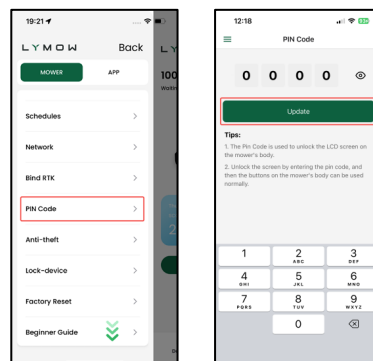 19:21
LYMOW Back
MOWER APP
Schedules
Network
Bind RTK
PIN Code
Anti-theft
Lock-device
Factory Reset
Beginner Guide
LY
100
12:18
PIN Code
0 0 0 0
Update
Tips:
1. The Pin Code is used to unlock the LCD screen on
the mower's body.
2. Unlock the screen by entering the pin code, and
then the buttons on the mower's body can be used
normally.
1 2 3
ABC DEF
4 5 6
GHI JKL MNO
7 8 9
PQRS TUV WXYZ
0